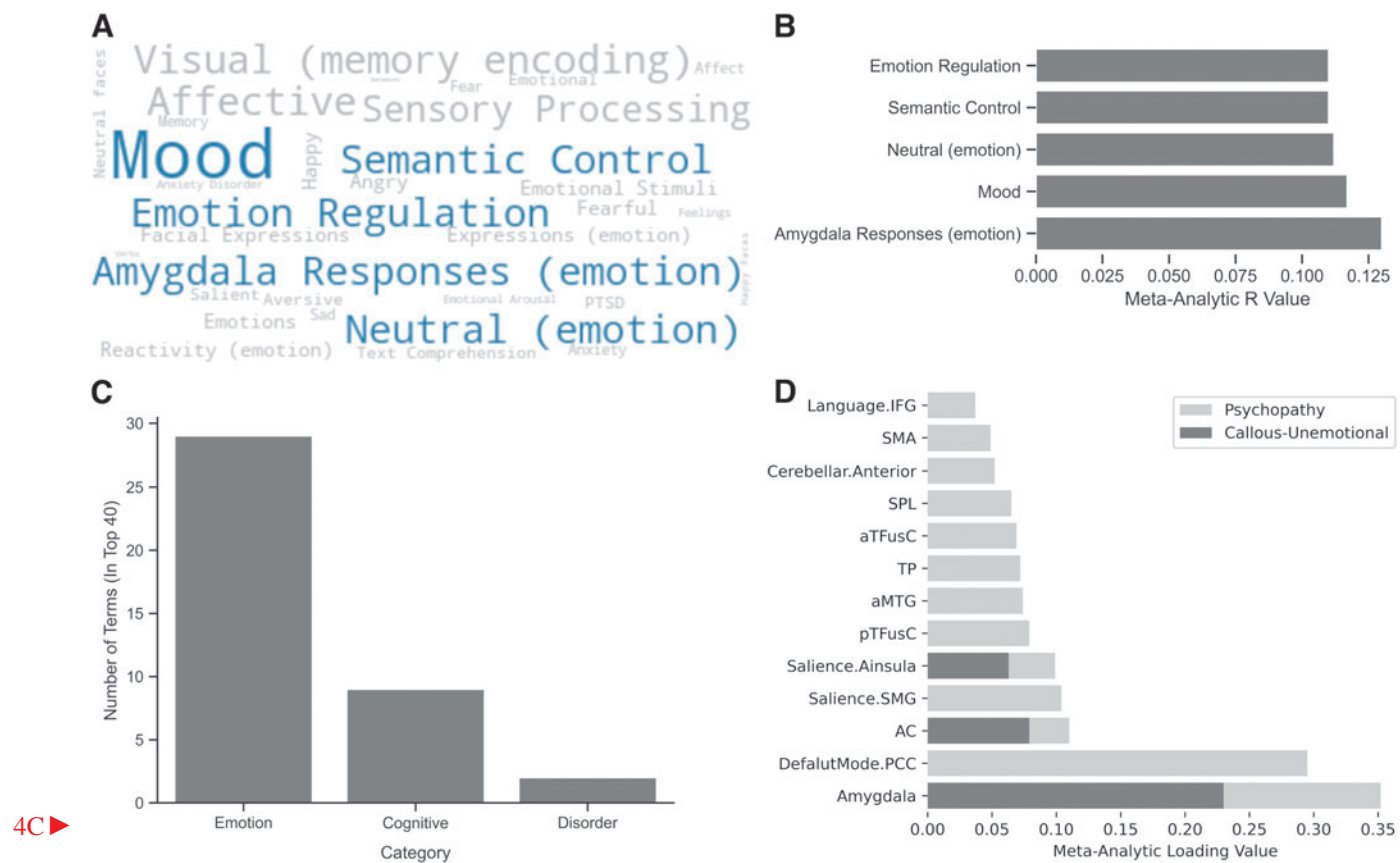 A
Visual (memory encoding) Affect
Neutral faces
Fear Emotional
Affective Sensory Processing
Memory
Mood Happy Semantic Control
Anxiety Disorder Angry Emotional Stimuli
Emotion Regulation Fearful Feelings
Facial Expressions Expressions (emotion)
Verbs
Amygdala Responses (emotion) Happy Faces
Salient Aversive Emotional Arousal PTSD
Emotions Sad Neutral (emotion)
Reactivity (emotion) Text Comprehension Anxiety
B
Emotion Regulation
Semantic Control
Neutral (emotion)
Mood
Amygdala Responses (emotion)
0.000 0.025 0.050 0.075 0.100 0.125
Meta-Analytic R Value
C
Number of Terms (In Top 40)
30
25
20
15
10
5
0
Emotion Cognitive Disorder
Category
4C
D
Psychopathy
Callous-Unemotional
Language.IFG
SMA
Cerebellar.Anterior
SPL
aTFusC
TP
aMTG
pTFusC
Salience.Ainsula
Salience.SMG
AC
DefalutMode.PCC
Amygdala
0.00 0.05 0.10 0.15 0.20 0.25 0.30 0.35
Meta-Analytic Loading Value